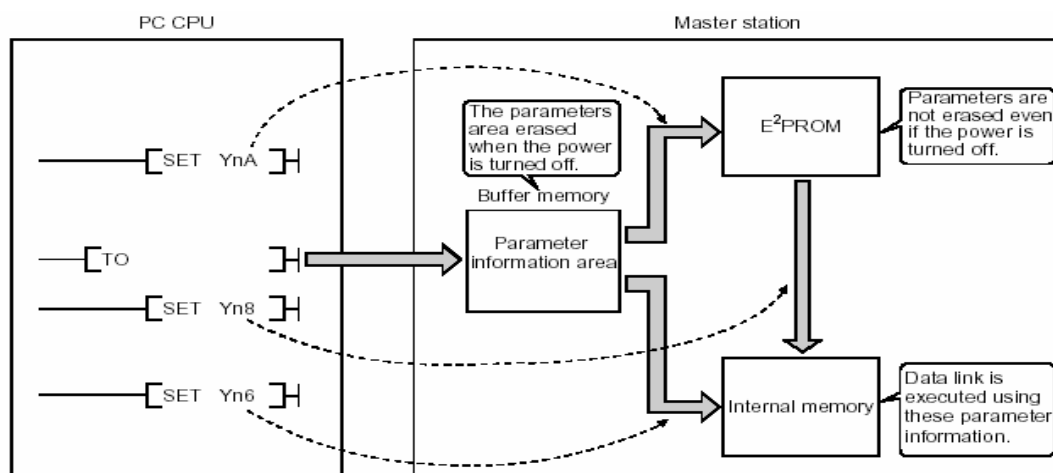 PC CPU
Master station
SET YnA
The parameters
area erased
when the power
is turned off.
E²PROM
Parameters are
not erased even
if the power is
turned off.
Buffer memory
TO
Parameter
information area
SET Yn8
SET Yn6
Internal memory
Data link is
executed using
these parameter
information.